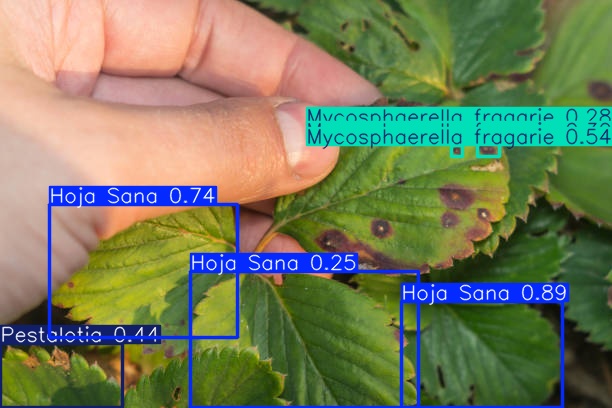 Mycosphaerella fragarie 0.28
Mycosphaerella fragarie 0.54
Hoja Sana 0.74
Hoja Sana 0.25
Hoja Sana 0.89
Pestalotia 0.44